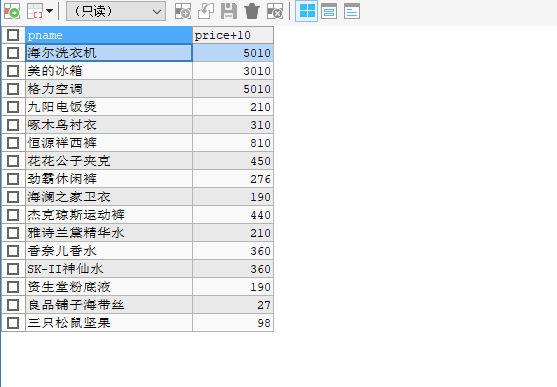 （只读）
pname price+10
海尔洗衣机 5010
美的冰箱 3010
格力空调 5010
九阳电饭煲 210
啄木鸟衬衣 310
恒源祥西裤 810
花花公子夹克 450
劲霸休闲裤 276
海澜之家卫衣 190
杰克琼斯运动裤 440
雅诗兰黛精华水 210
香奈儿香水 360
SK-II神仙水 360
资生堂粉底液 190
良品铺子海带丝 27
三只松鼠坚果 98